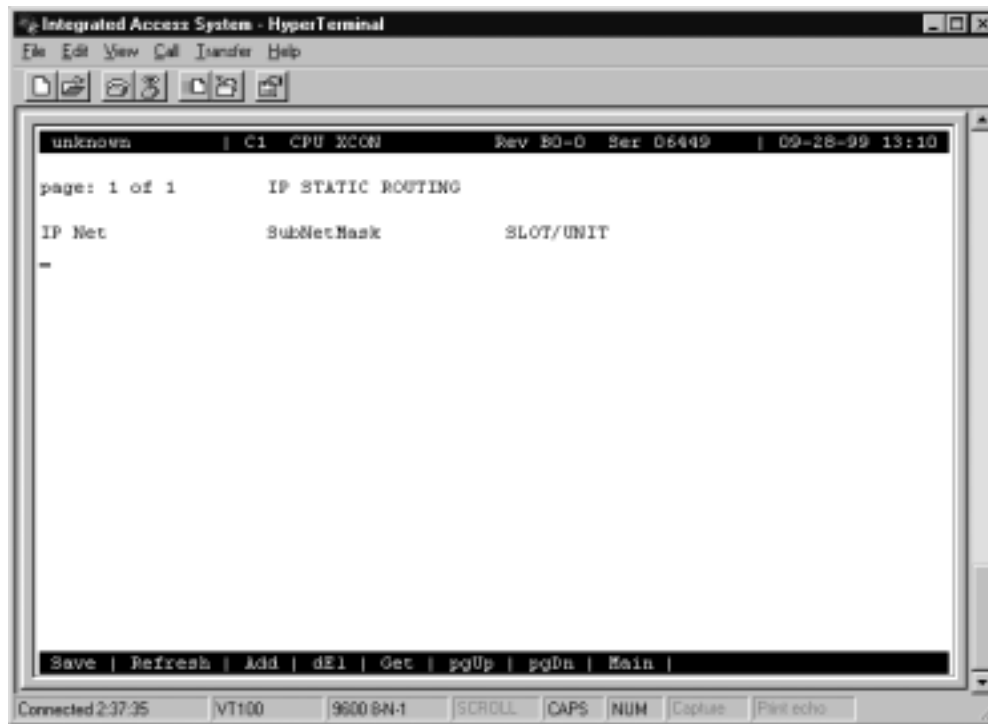 Integrated Access System - HyperTerminal
File Edit View Call Transfer Help
unknown | C1 CPU XCON Rev B0-0 Ser 06449 | 09-28-99 13:10
page: 1 of 1 IP STATIC ROUTING
IP Net SubNetMask SLOT/UNIT
Save | Refresh | Add | dEl | Get | pgUp | pgDn | Main |
Connected 2:37:35 VT100 9600 8-N-1 SCROLL CAPS NUM Capture Print echo